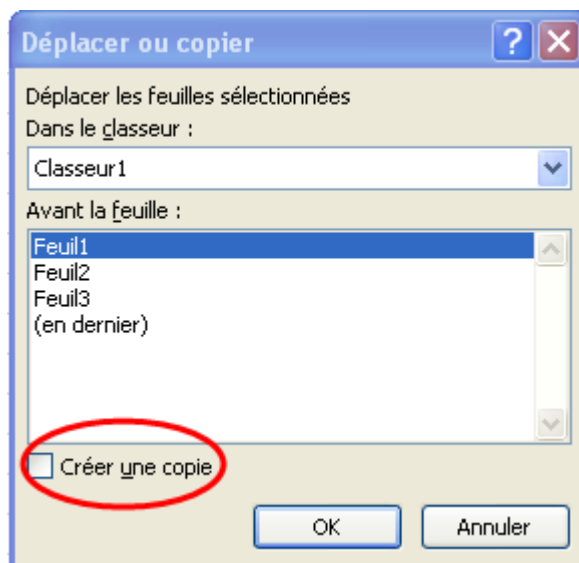 Déplacer ou copier
?
Déplacer les feuilles sélectionnées
Dans le classeur :
Classeur1
Avant la feuille :
Feuil1
Feuil2
Feuil3
(en dernier)
Créer une copie
OK
Annuler